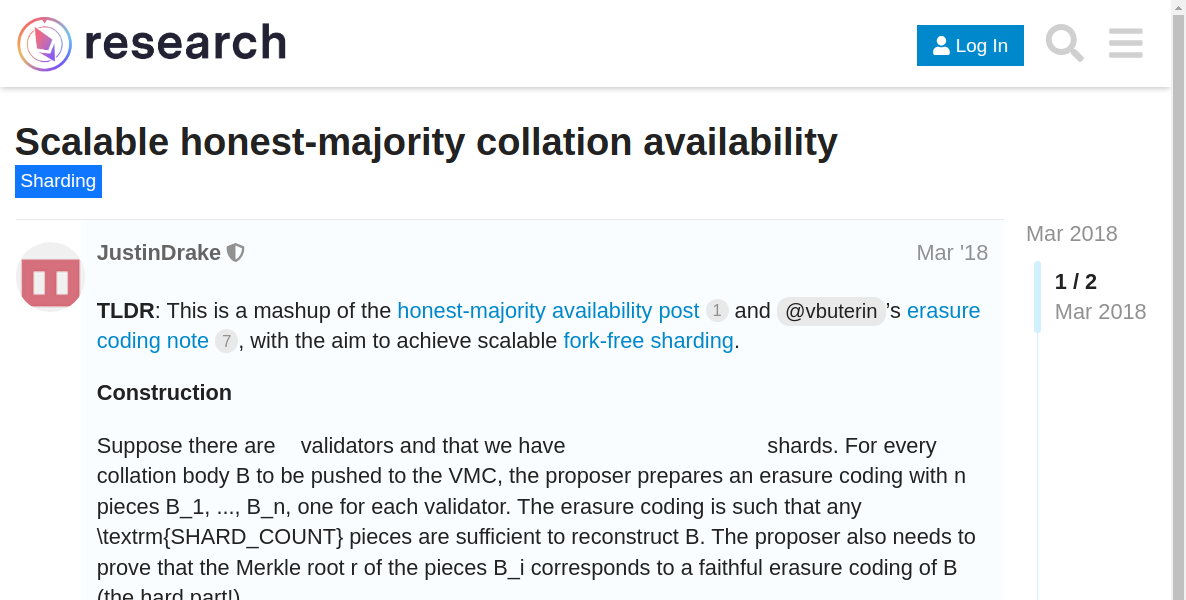 research
Log In
Scalable honest-majority collation availability
Sharding
JustinDrake
Mar '18
Mar 2018
1 / 2
Mar 2018
TLDR: This is a mashup of the honest-majority availability post 1 and @vbuterin's erasure
coding note 7, with the aim to achieve scalable fork-free sharding.
Construction
Suppose there are validators and that we have shards. For every
collation body B to be pushed to the VMC, the proposer prepares an erasure coding with n
pieces B_1, ..., B_n, one for each validator. The erasure coding is such that any
\textrm{SHARD_COUNT} pieces are sufficient to reconstruct B. The proposer also needs to
prove that the Merkle root r of the pieces B_i corresponds to a faithful erasure coding of B
(the hard part!)